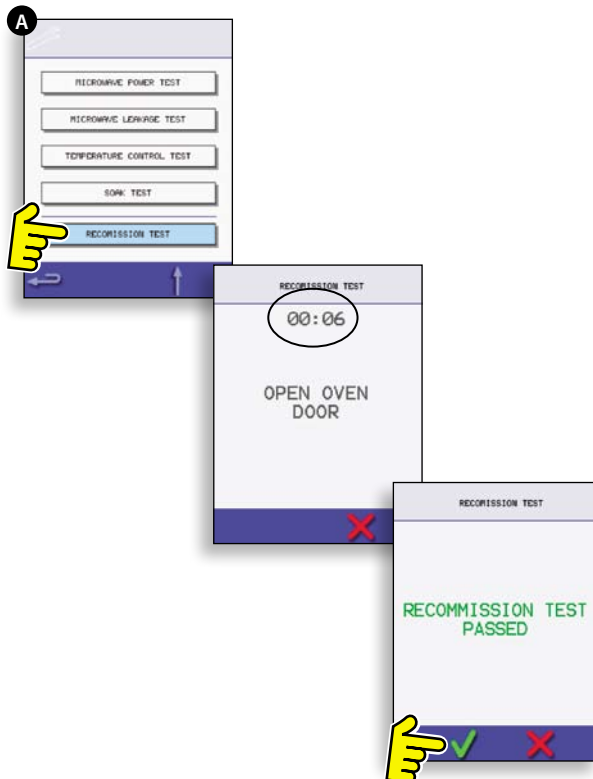 A
MICROWAVE POWER TEST
MICROWAVE LEAKAGE TEST
TEMPERATURE CONTROL TEST
SOAK TEST
RECOMISSION TEST
RECOMISSION TEST
00:06
OPEN OVEN
DOOR
RECOMISSION TEST
RECOMMISSION TEST
PASSED